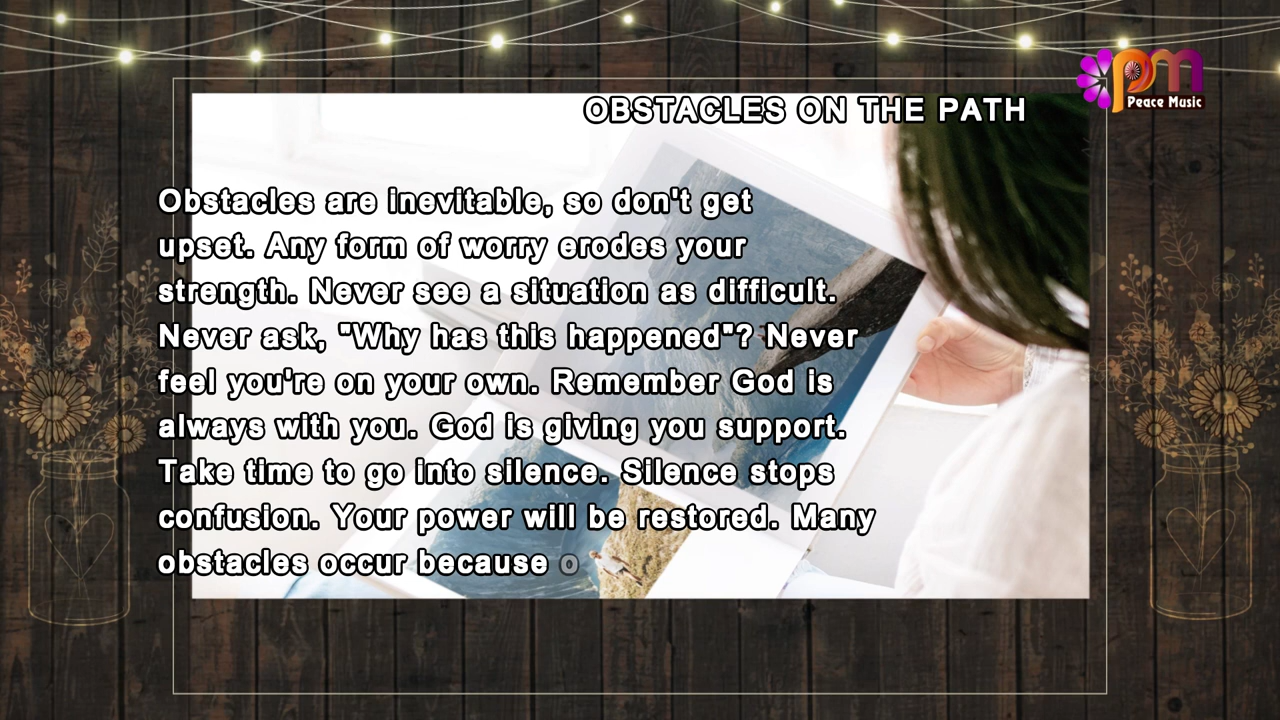 pm
Peace Music
OBSTACLES ON THE PATH
Obstacles are inevitable, so don't get
upset. Any form of worry erodes your
strength. Never see a situation as difficult.
Never ask, "Why has this happened"? Never
feel you're on your own. Remember God is
always with you. God is giving you support.
Take time to go into silence. Silence stops
confusion. Your power will be restored. Many
obstacles occur because o